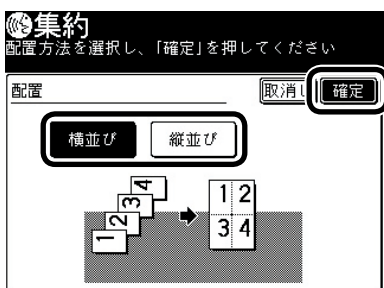 集約
配置方法を選択し、「確定」を押してください
配置
取消し
確定
横並び
縦並び
1 2 3 4
1 2
3 4